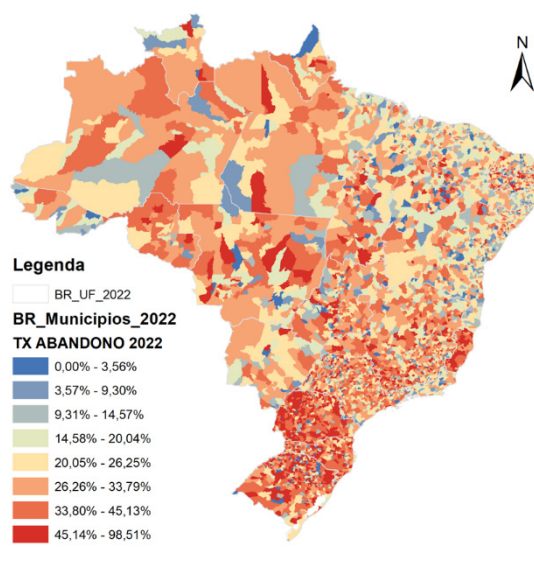 N
Legenda
BR_UF_2022
BR_Municipios_2022
TX ABANDONO 2022
0,00% - 3,56%
3,57% - 9,30%
9,31% - 14,57%
14,58% - 20,04%
20,05% - 26,25%
26,26% - 33,79%
33,80% - 45,13%
45,14% - 98,51%